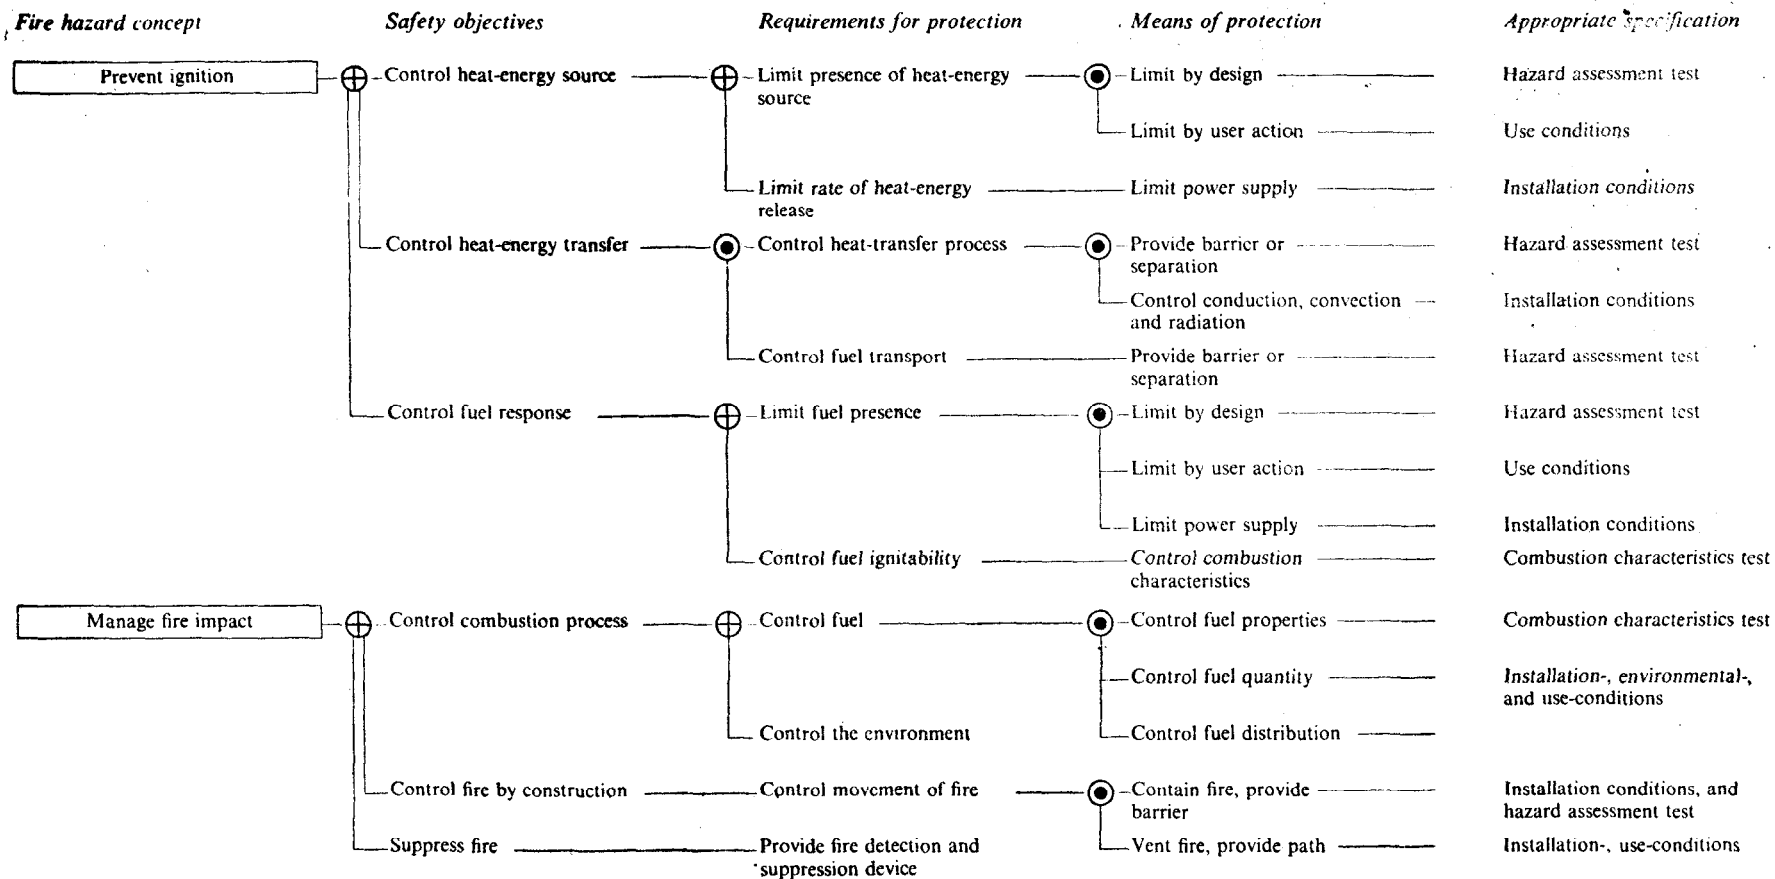 Fire hazard concept Safety objectives Requirements for protection Means of protection Appropriate specification
Prevent ignition Control heat-energy source Limit presence of heat-energy Limit by design Hazard assessment test
source
Limit by user action Use conditions
Limit rate of heat-energy Limit power supply Installation conditions
release
Control heat-energy transfer Control heat-transfer process Provide barrier or Hazard assessment test
separation
Control conduction, convection Installation conditions
and radiation
Control fuel transport Provide barrier or Hazard assessment test
separation
Control fuel response Limit fuel presence Limit by design Hazard assessment test
Limit by user action Use conditions
Limit power supply Installation conditions
Control fuel ignitability Control combustion Combustion characteristics test
characteristics
Manage fire impact Control combustion process Control fuel Control fuel properties Combustion characteristics test
Control fuel quantity Installation-, environmental-,
and use-conditions
Control the environment Control fuel distribution
Control fire by construction Control movement of fire Contain fire, provide Installation conditions, and
barrier hazard assessment test
Suppress fire Provide fire detection and Vent fire, provide path Installation-, use-conditions
suppression device